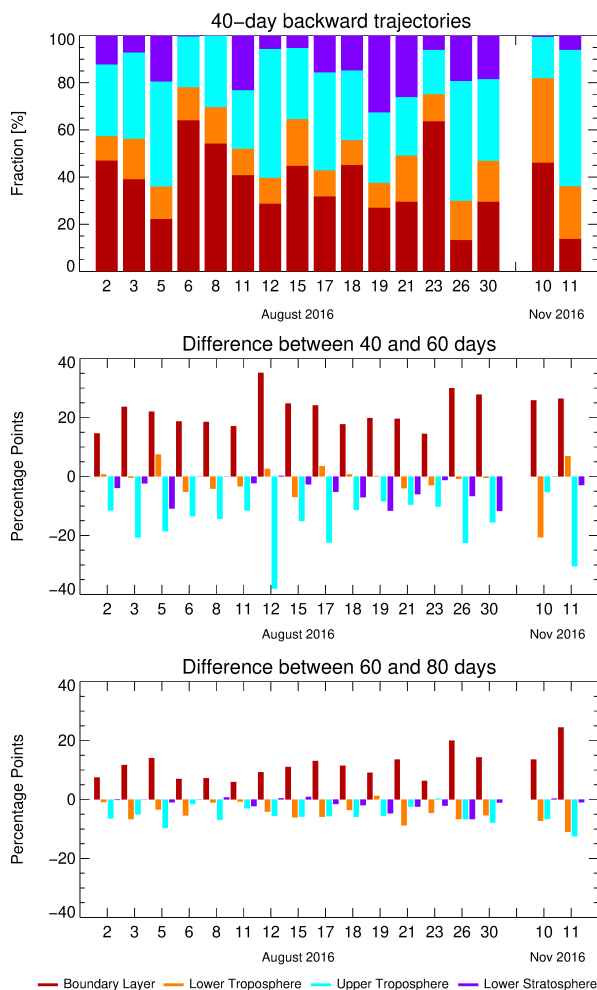 40−day backward trajectories
100
80
60
40
20
0
Fraction [%]
2 3 5 6 8 11 12 15 17 18 19 21 23 26 30 10 11
August 2016 Nov 2016
Difference between 40 and 60 days
40
20
0
−20
−40
Percentage Points
2 3 5 6 8 11 12 15 17 18 19 21 23 26 30 10 11
August 2016 Nov 2016
Difference between 60 and 80 days
40
20
0
−20
−40
Percentage Points
2 3 5 6 8 11 12 15 17 18 19 21 23 26 30 10 11
August 2016 Nov 2016
Boundary Layer Lower Troposphere Upper Troposphere Lower Stratosphere